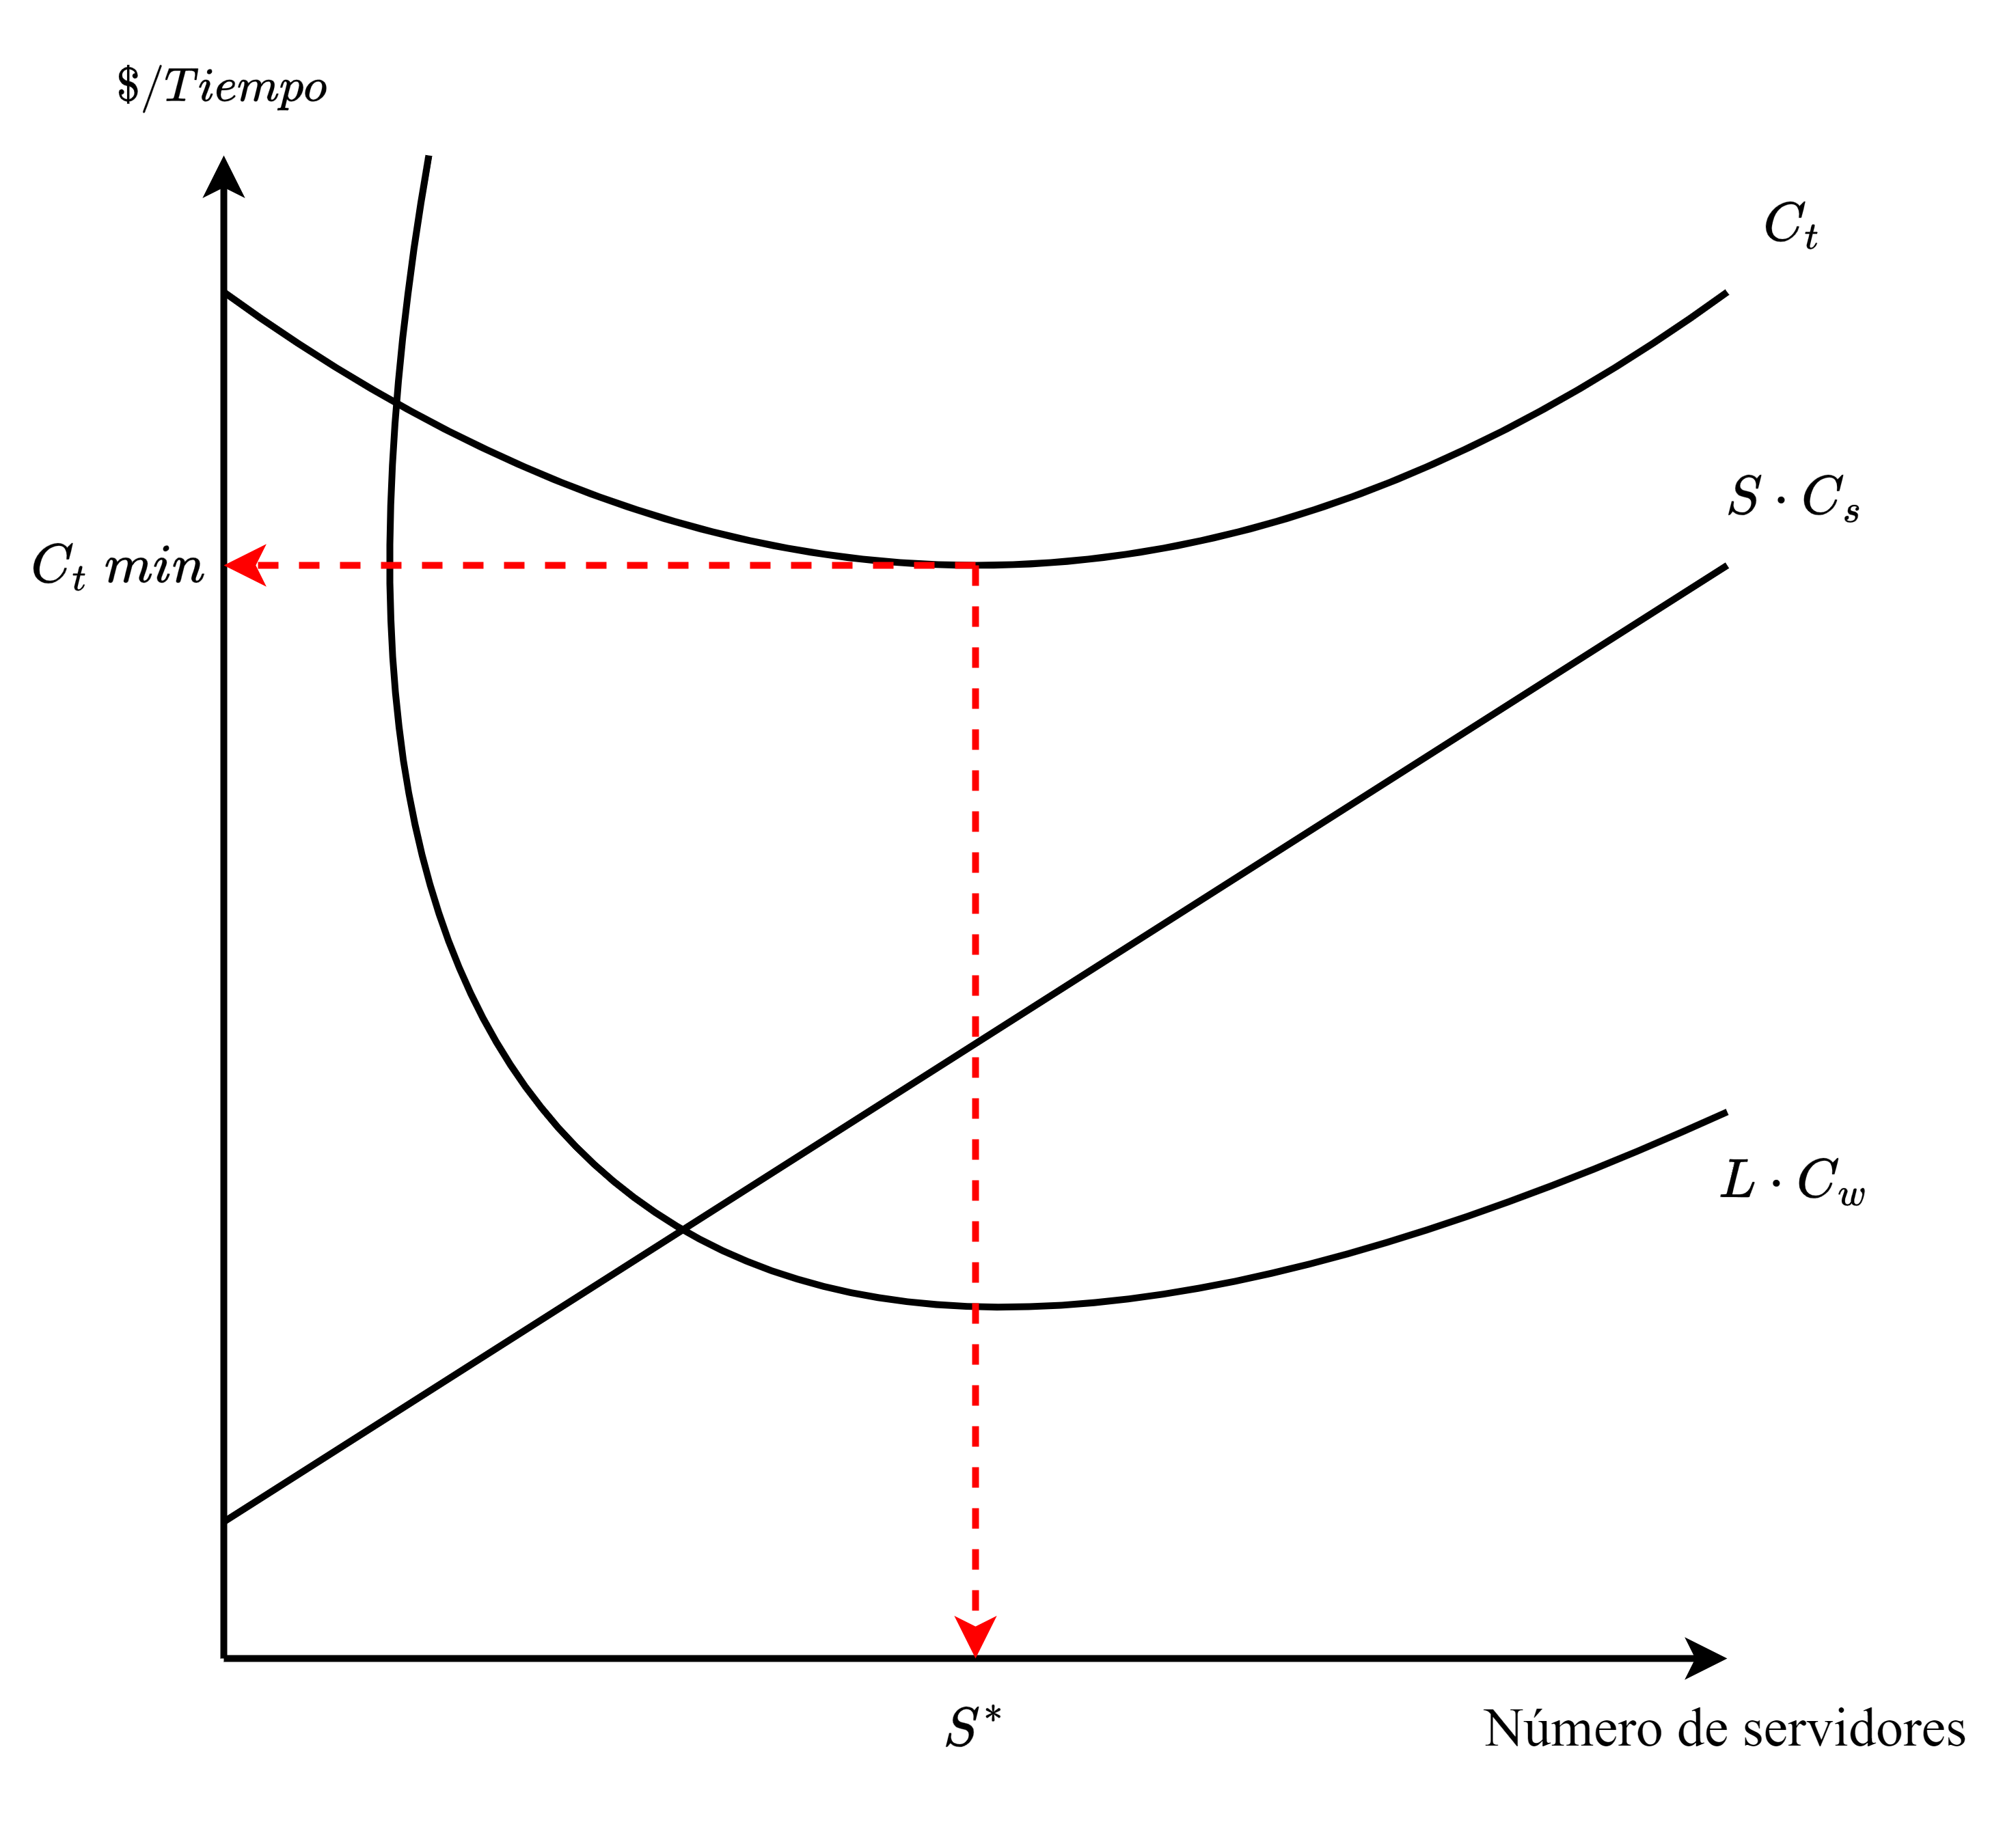 $/Tiempo
C_t
S · C_s
C_t min
L · C_w
S*
Número de servidores